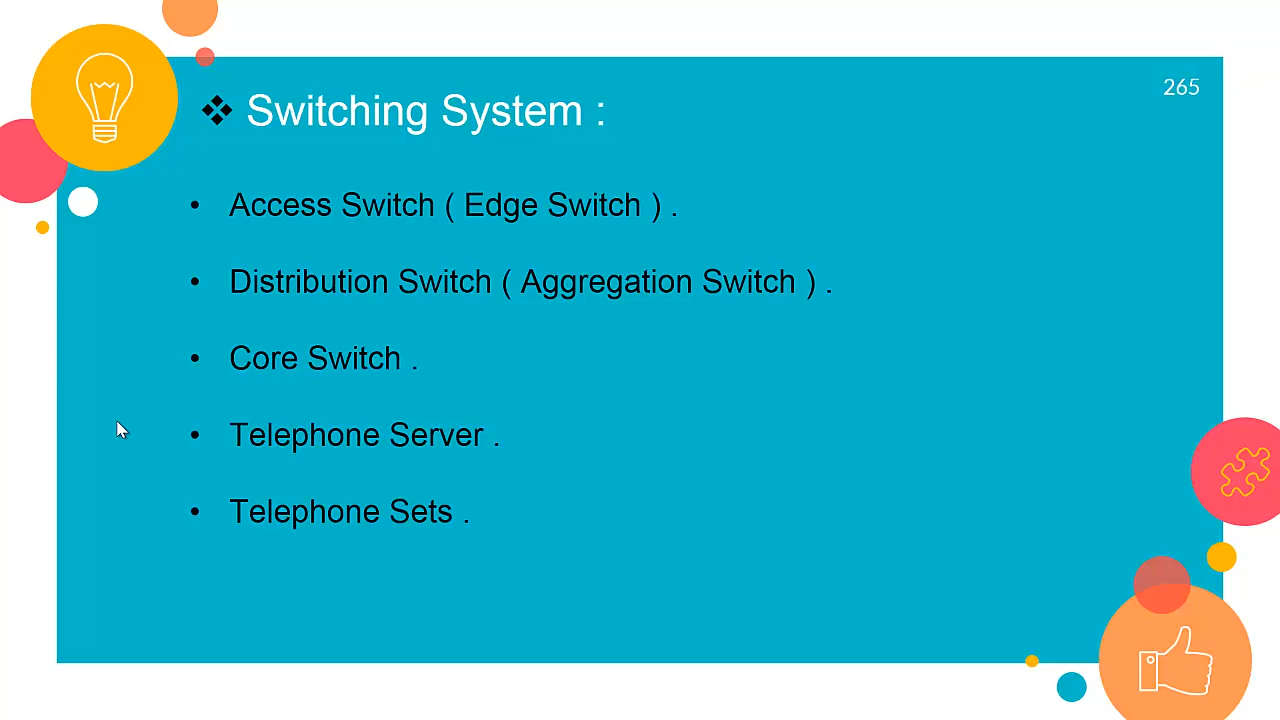 265
❖ Switching System :
• Access Switch ( Edge Switch ) .
• Distribution Switch ( Aggregation Switch ) .
• Core Switch .
• Telephone Server .
• Telephone Sets .